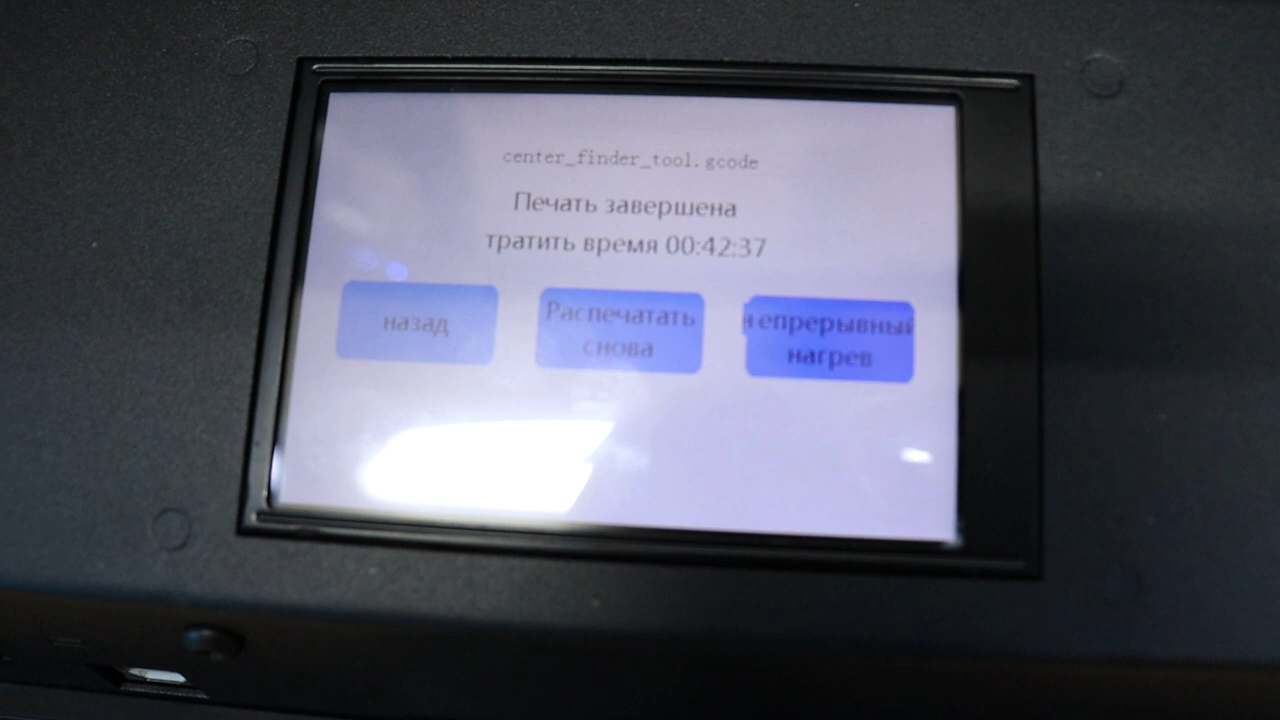 center_finder_tool.gcode
Печать завершена
тратить время 00:42:37
назад
Распечатать
снова
непрерывный
нагрев